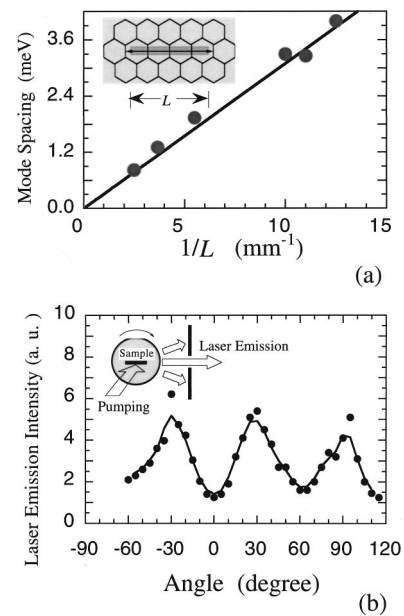 3.6
2.4
1.2
0.0
Mode Spacing (meV)
L
0
5
10
15
1/L (mm⁻¹)
(a)
10
8
6
4
2
0
Laser Emission Intensity (a. u.)
Sample
Laser Emission
Pumping
-90
-60
-30
0
30
60
90
120
Angle (degree)
(b)